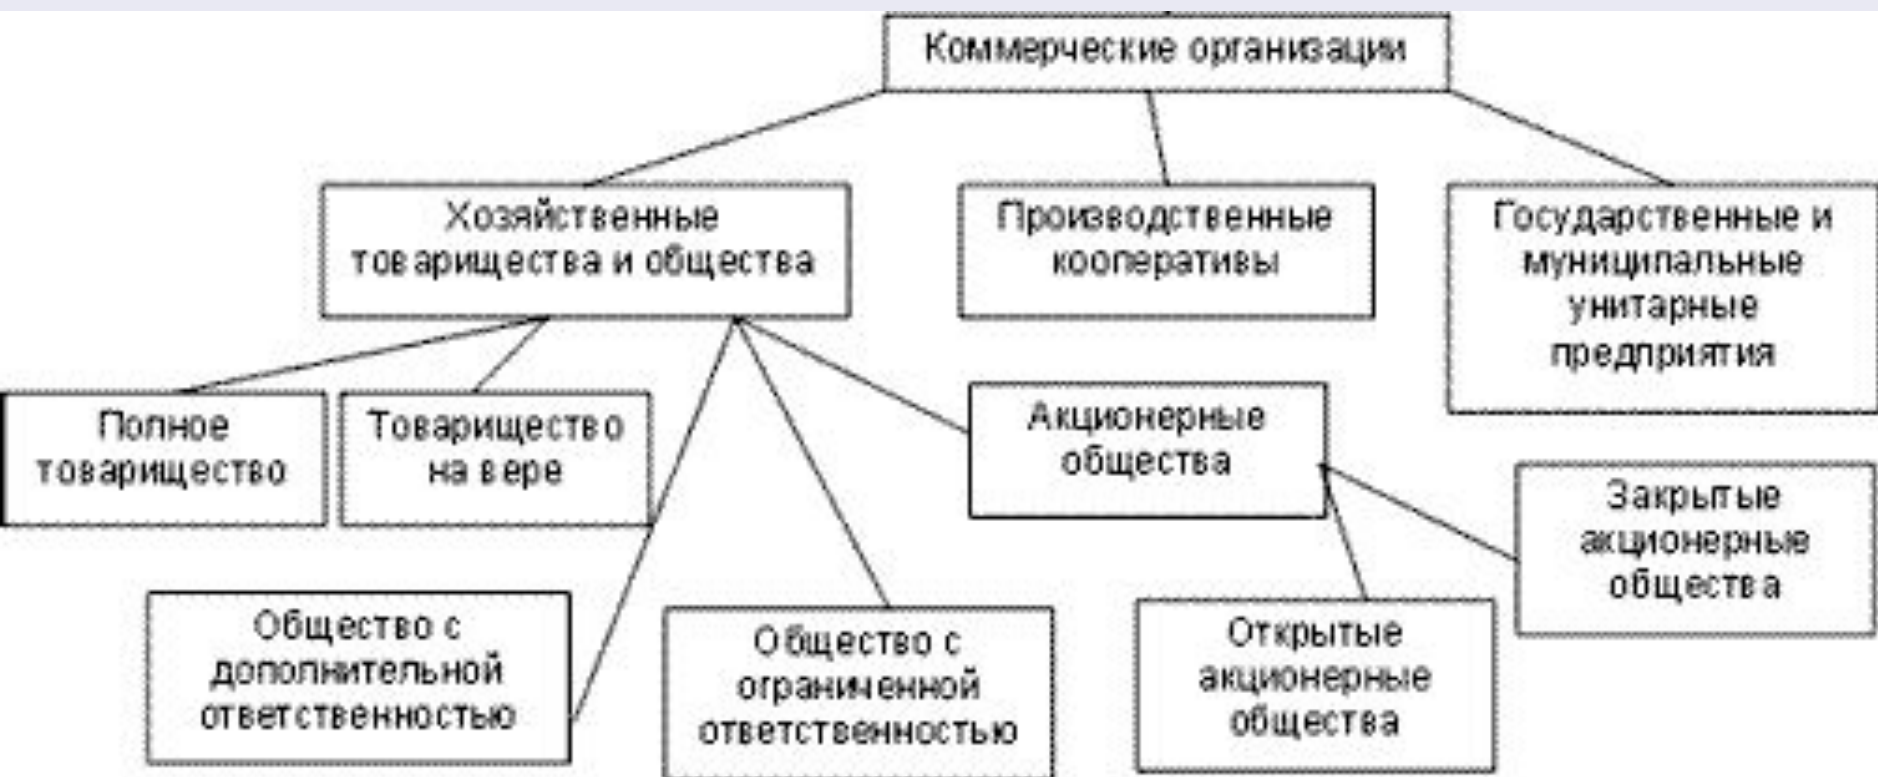 Коммерческие организации
Хозяйственные
товарищества и общества
Производственные
кооперативы
Государственные и
муниципальные
унитарные
предприятия
Полное
товарищество
Товарищество
на вере
Акционерные
общества
Закрытые
акционерные
общества
Общество с
дополнительной
ответственностью
Общество с
ограниченной
ответственностью
Открытые
акционерные
общества